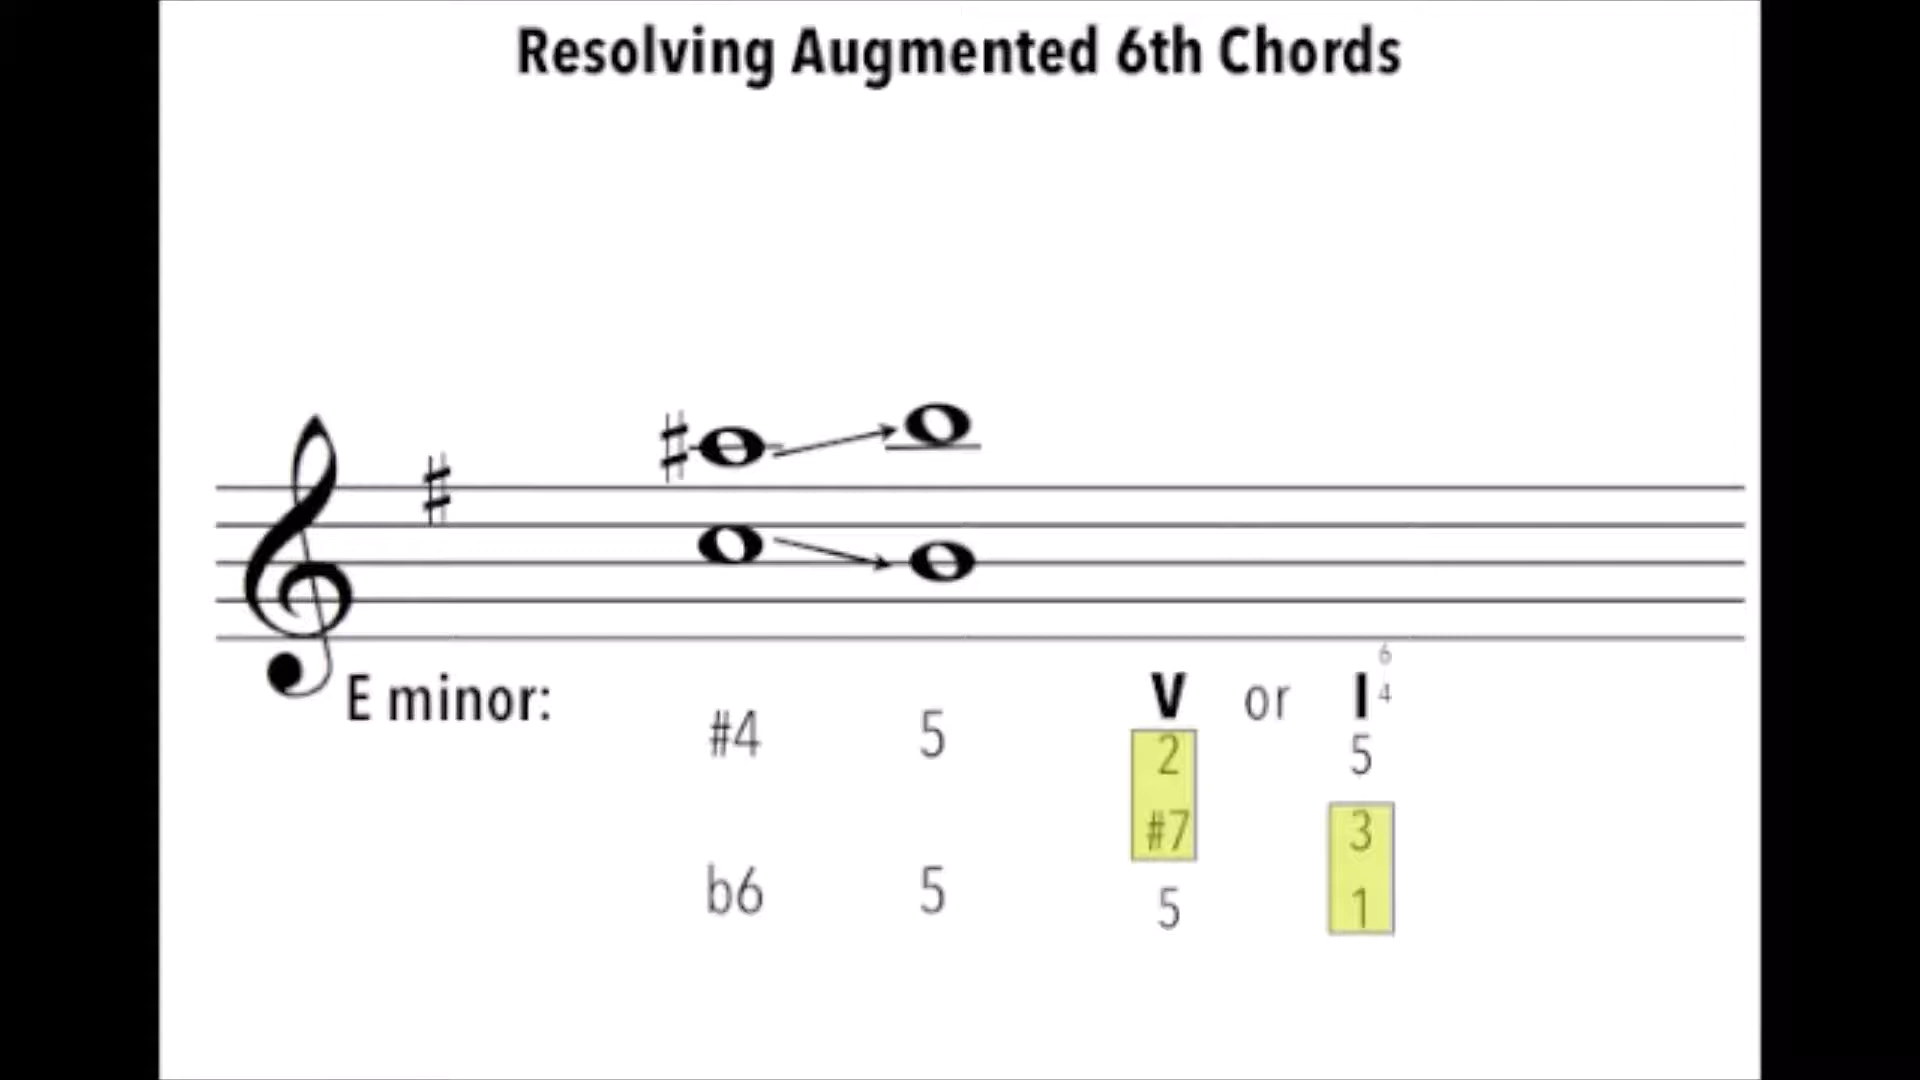 Resolving Augmented 6th Chords
E minor:
#4 5
b6 5
V or I 6 4
2 5
#7 3
5 1